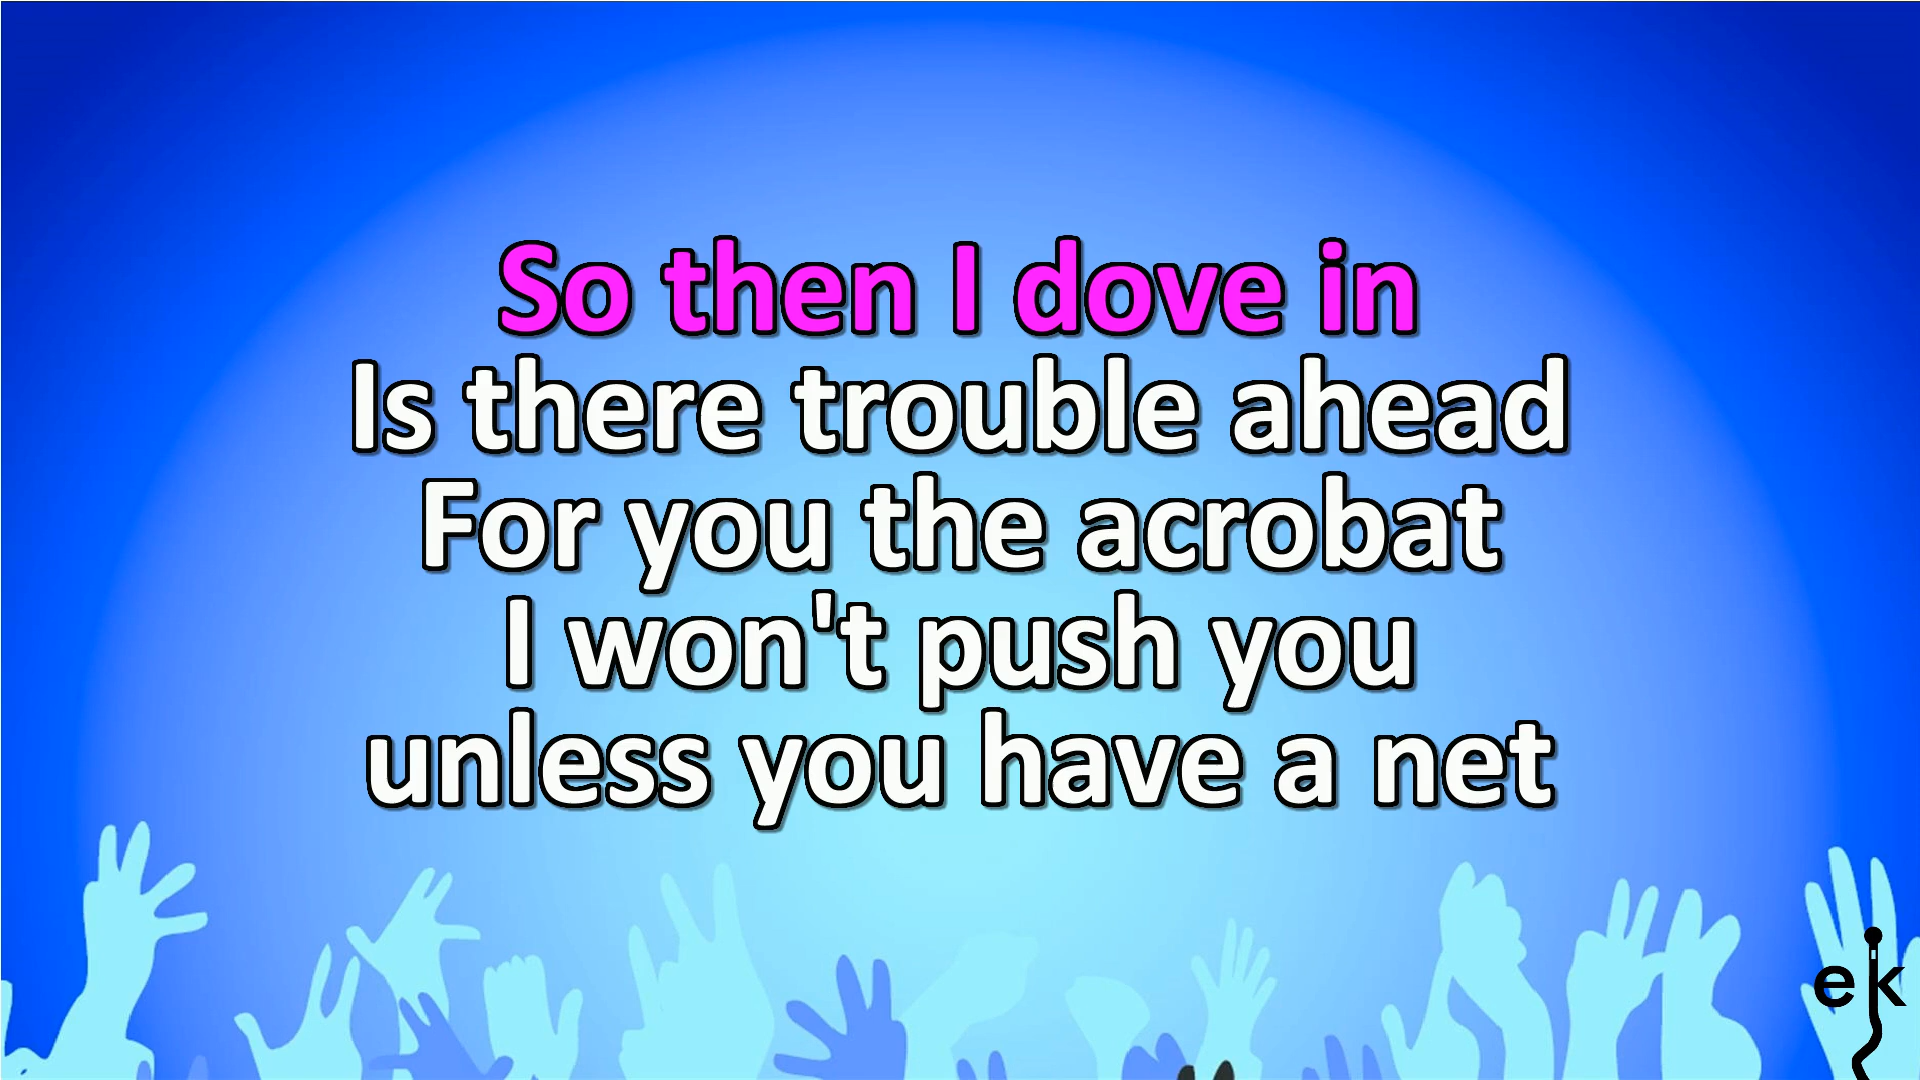 So then I dove in
Is there trouble ahead
For you the acrobat
I won't push you
unless you have a net
ek